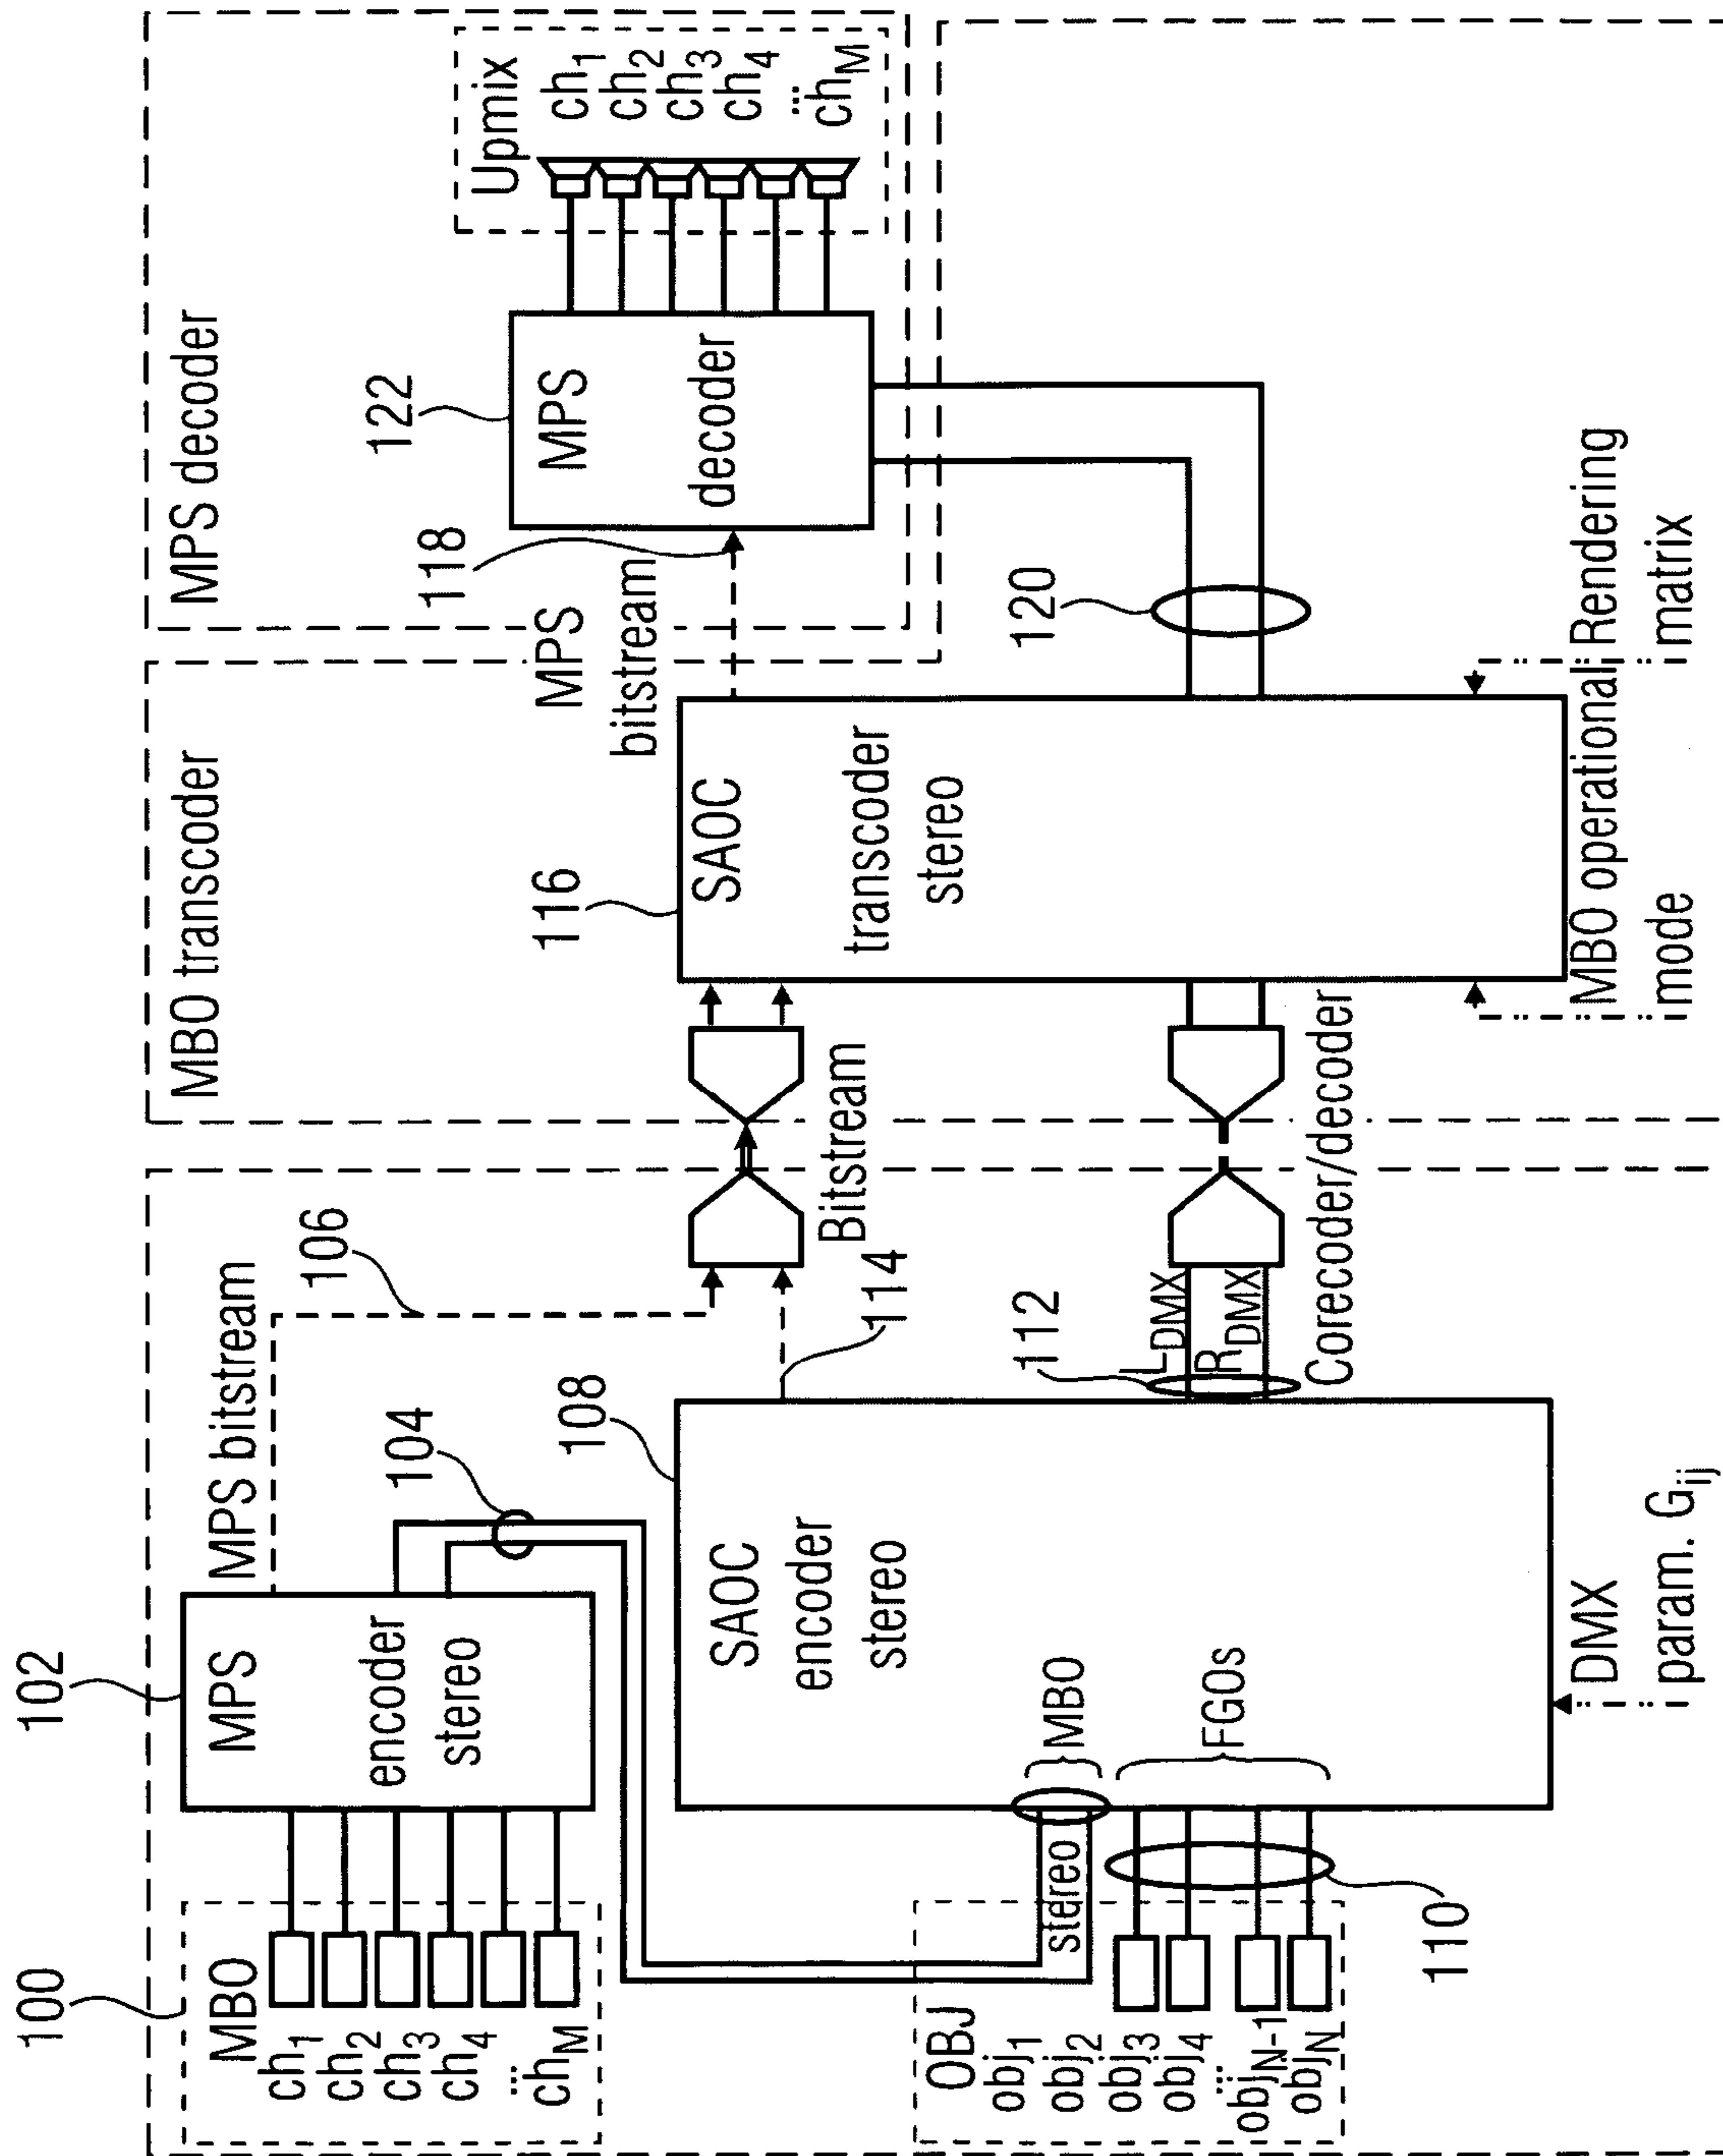 100
102
MBO
ch1
ch2
ch3
ch4
...
chM
MPS
encoder
stereo
MPS bitstream
106
104
108
SAOC
encoder
stereo
MBO
FGOs
OBJ
obj1
obj2
obj3
obj4
...
objN-1
objN
stereo
110
DMX
param. Gij
112
LDMX
RDMX
114
Bitstream
Corecoder/decoder
MBO transcoder
116
SAOC
transcoder
stereo
MBO operational
mode
Rendering
matrix
MPS
bitstream
118
120
MPS decoder
122
MPS
decoder
Upmix
ch1
ch2
ch3
ch4
...
chM